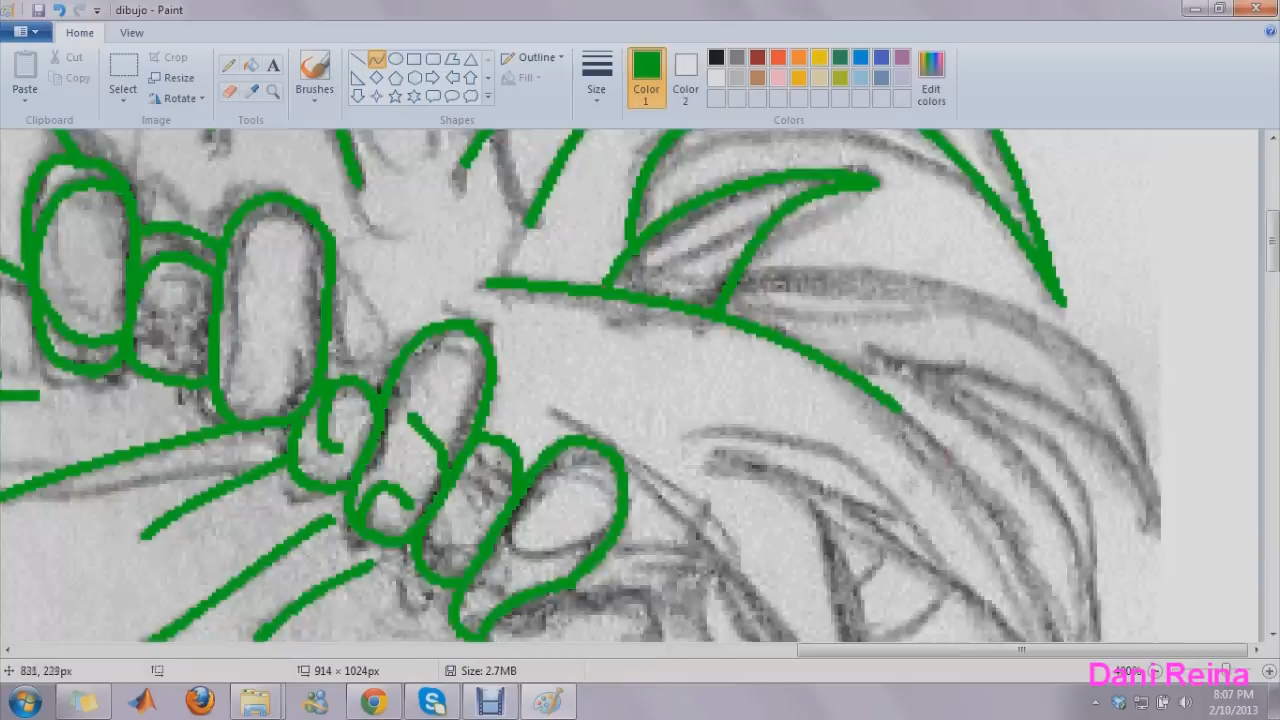 dibujo - Paint
Home View
Paste
Cut
Copy
Clipboard
Select
Crop
Resize
Rotate
Image
Tools
Brushes
Outline
Fill
Shapes
Size
Color 1
Color 2
Edit colors
Colors
914 × 1024px
Size: 2.7MB
Dani Reina
8:07 PM
2/10/2013